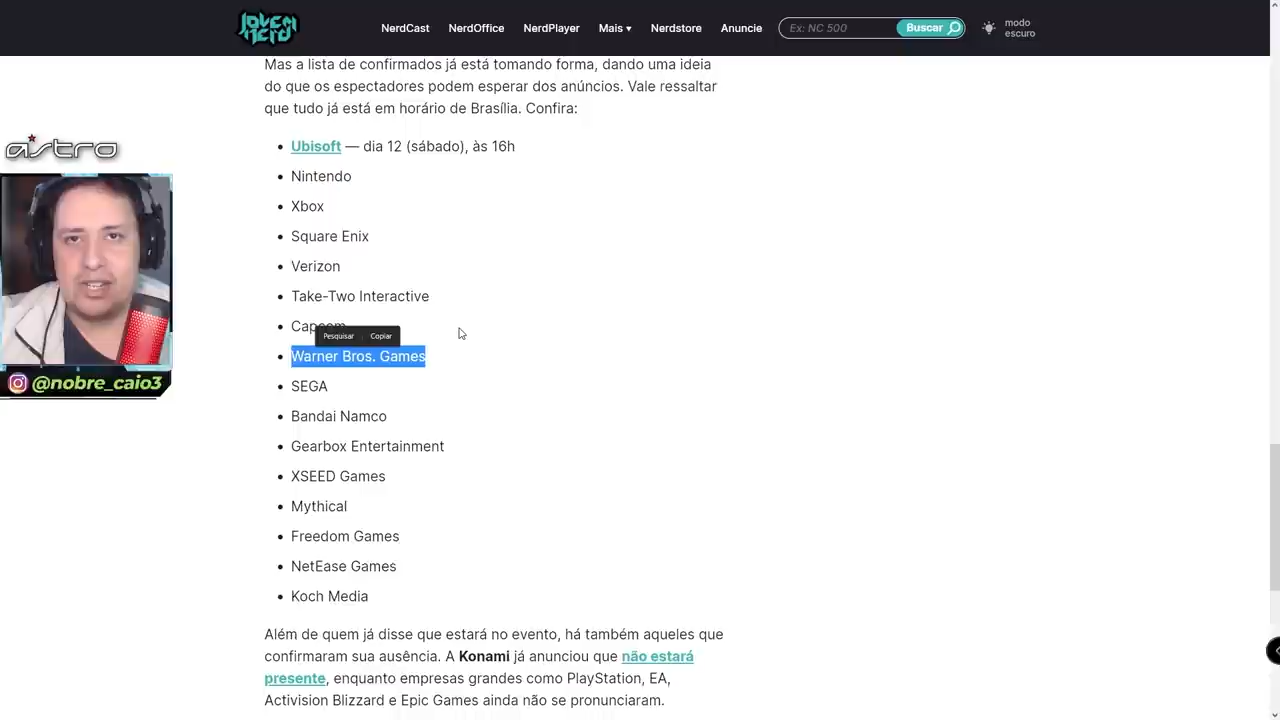 JOVEM
NERD
NerdCast
NerdOffice
NerdPlayer
Mais ▾
Nerdstore
Anuncie
Ex: NC 500
Buscar
modo
escuro
Mas a lista de confirmados já está tomando forma, dando uma ideia
do que os espectadores podem esperar dos anúncios. Vale ressaltar
que tudo já está em horário de Brasília. Confira:
astro
@nobre_caio3
• Ubisoft — dia 12 (sábado), às 16h
• Nintendo
• Xbox
• Square Enix
• Verizon
• Take-Two Interactive
• Capcom
Pesquisar
Copiar
• Warner Bros. Games
• SEGA
• Bandai Namco
• Gearbox Entertainment
• XSEED Games
• Mythical
• Freedom Games
• NetEase Games
• Koch Media
Além de quem já disse que estará no evento, há também aqueles que
confirmaram sua ausência. A Konami já anunciou que não estará
presente, enquanto empresas grandes como PlayStation, EA,
Activision Blizzard e Epic Games ainda não se pronunciaram.